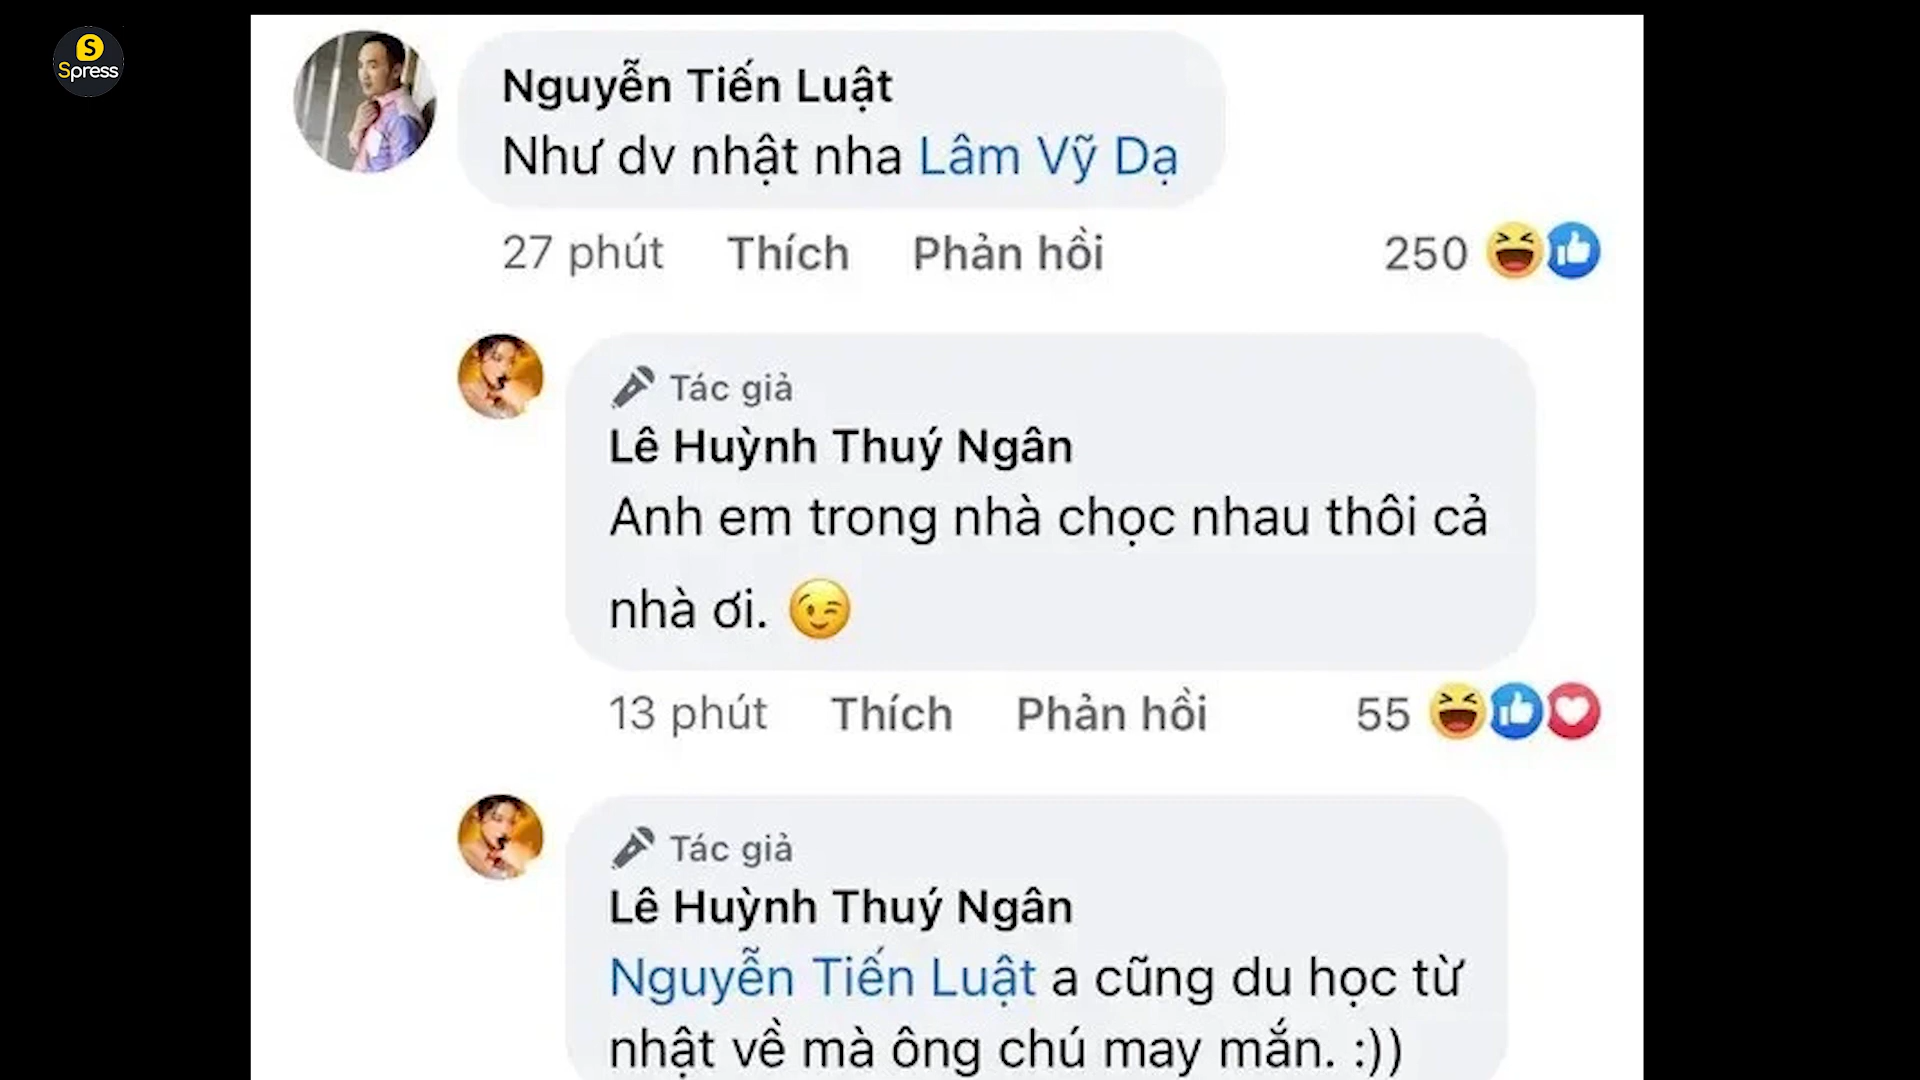 S
Spress
Nguyễn Tiến Luật
Như dv nhật nha Lâm Vỹ Dạ
27 phút Thích Phản hồi 250
Tác giả
Lê Huỳnh Thuý Ngân
Anh em trong nhà chọc nhau thôi cả
nhà ơi. 😉
13 phút Thích Phản hồi 55
Tác giả
Lê Huỳnh Thuý Ngân
Nguyễn Tiến Luật a cũng du học từ
nhật về mà ông chú may mắn. :))